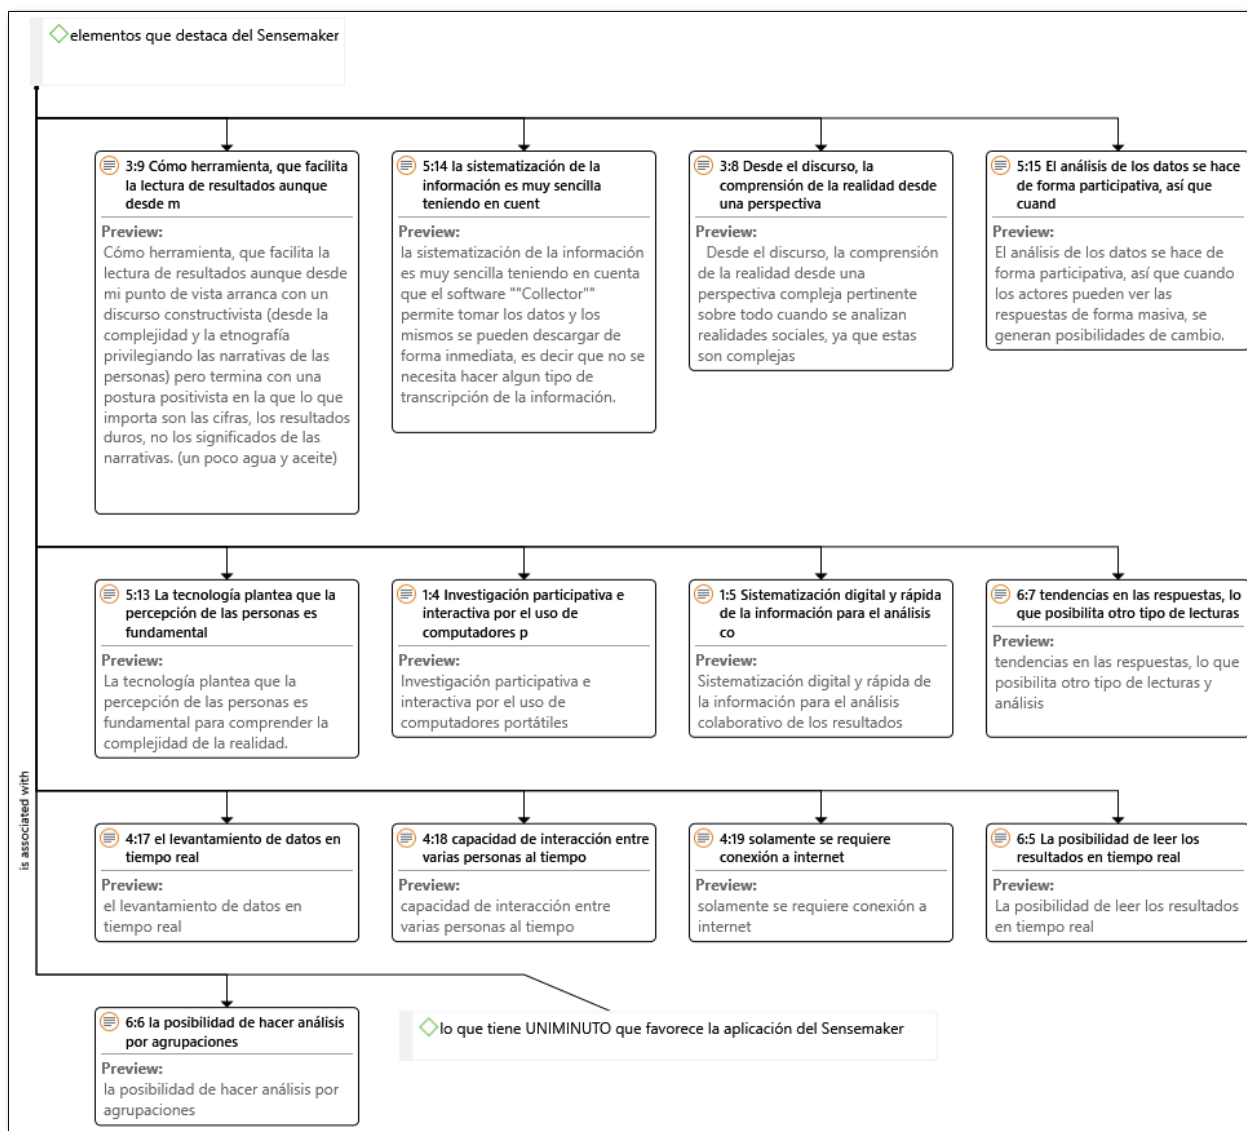 elementos que destaca del Sensemaker
3:9 Cómo herramienta, que facilita
la lectura de resultados aunque
desde m
Preview:
Cómo herramienta, que facilita la
lectura de resultados aunque desde
mi punto de vista arranca con un
discurso constructivista (desde la
complejidad y la etnografía
privilegiando las narrativas de las
personas) pero termina con una
postura positivista en la que lo que
importa son las cifras, los resultados
duros, no los significados de las
narrativas. (un poco agua y aceite)
5:14 la sistematización de la
información es muy sencilla
teniendo en cuent
Preview:
la sistematización de la información
es muy sencilla teniendo en cuenta
que el software ""Collector""
permite tomar los datos y los
mismos se pueden descargar de
forma inmediata, es decir que no se
necesita hacer algun tipo de
transcripción de la información.
3:8 Desde el discurso, la
comprensión de la realidad desde
una perspectiva
Preview:
Desde el discurso, la comprensión
de la realidad desde una
perspectiva compleja pertinente
sobre todo cuando se analizan
realidades sociales, ya que estas
son complejas
5:15 El análisis de los datos se hace
de forma participativa, así que
cuand
Preview:
El análisis de los datos se hace de
forma participativa, así que cuando
los actores pueden ver las
respuestas de forma masiva, se
generan posibilidades de cambio.
5:13 La tecnología plantea que la
percepción de las personas es
fundamental
Preview:
La tecnología plantea que la
percepción de las personas es
fundamental para comprender la
complejidad de la realidad.
1:4 Investigación participativa e
interactiva por el uso de
computadores p
Preview:
Investigación participativa e
interactiva por el uso de
computadores portátiles
1:5 Sistematización digital y rápida
de la información para el análisis
co
Preview:
Sistematización digital y rápida de
la información para el análisis
colaborativo de los resultados
6:7 tendencias en las respuestas, lo
que posibilita otro tipo de lecturas
Preview:
tendencias en las respuestas, lo que
posibilita otro tipo de lecturas y
análisis
is associated with
4:17 el levantamiento de datos en
tiempo real
Preview:
el levantamiento de datos en
tiempo real
4:18 capacidad de interacción entre
varias personas al tiempo
Preview:
capacidad de interacción entre
varias personas al tiempo
4:19 solamente se requiere
conexión a internet
Preview:
solamente se requiere conexión a
internet
6:5 La posibilidad de leer los
resultados en tiempo real
Preview:
La posibilidad de leer los resultados
en tiempo real
6:6 la posibilidad de hacer análisis
por agrupaciones
Preview:
la posibilidad de hacer análisis por
agrupaciones
lo que tiene UNIMINUTO que favorece la aplicación del Sensemaker